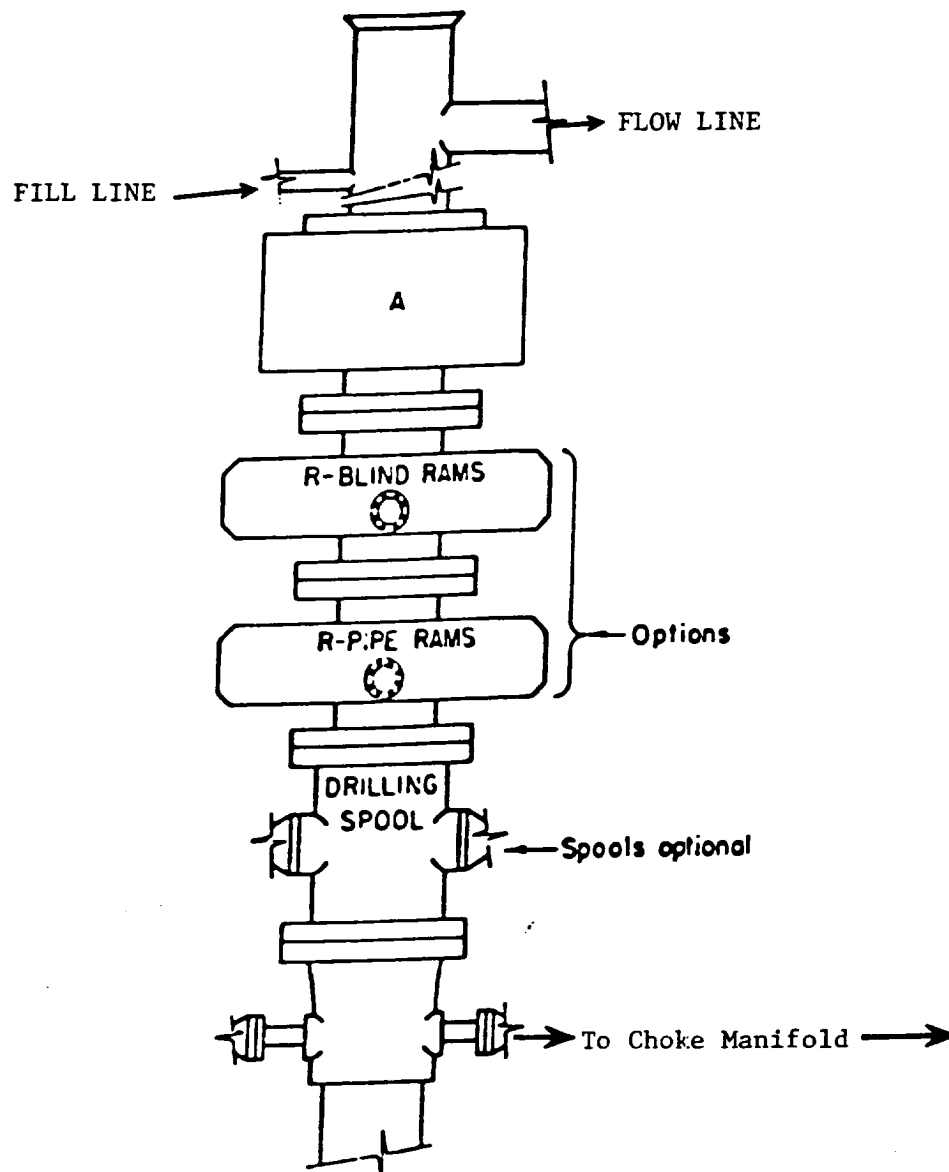 FLOW LINE
FILL LINE
A
R-BLIND RAMS
R-PIPE RAMS
Options
DRILLING
SPOOL
Spools optional
To Choke Manifold